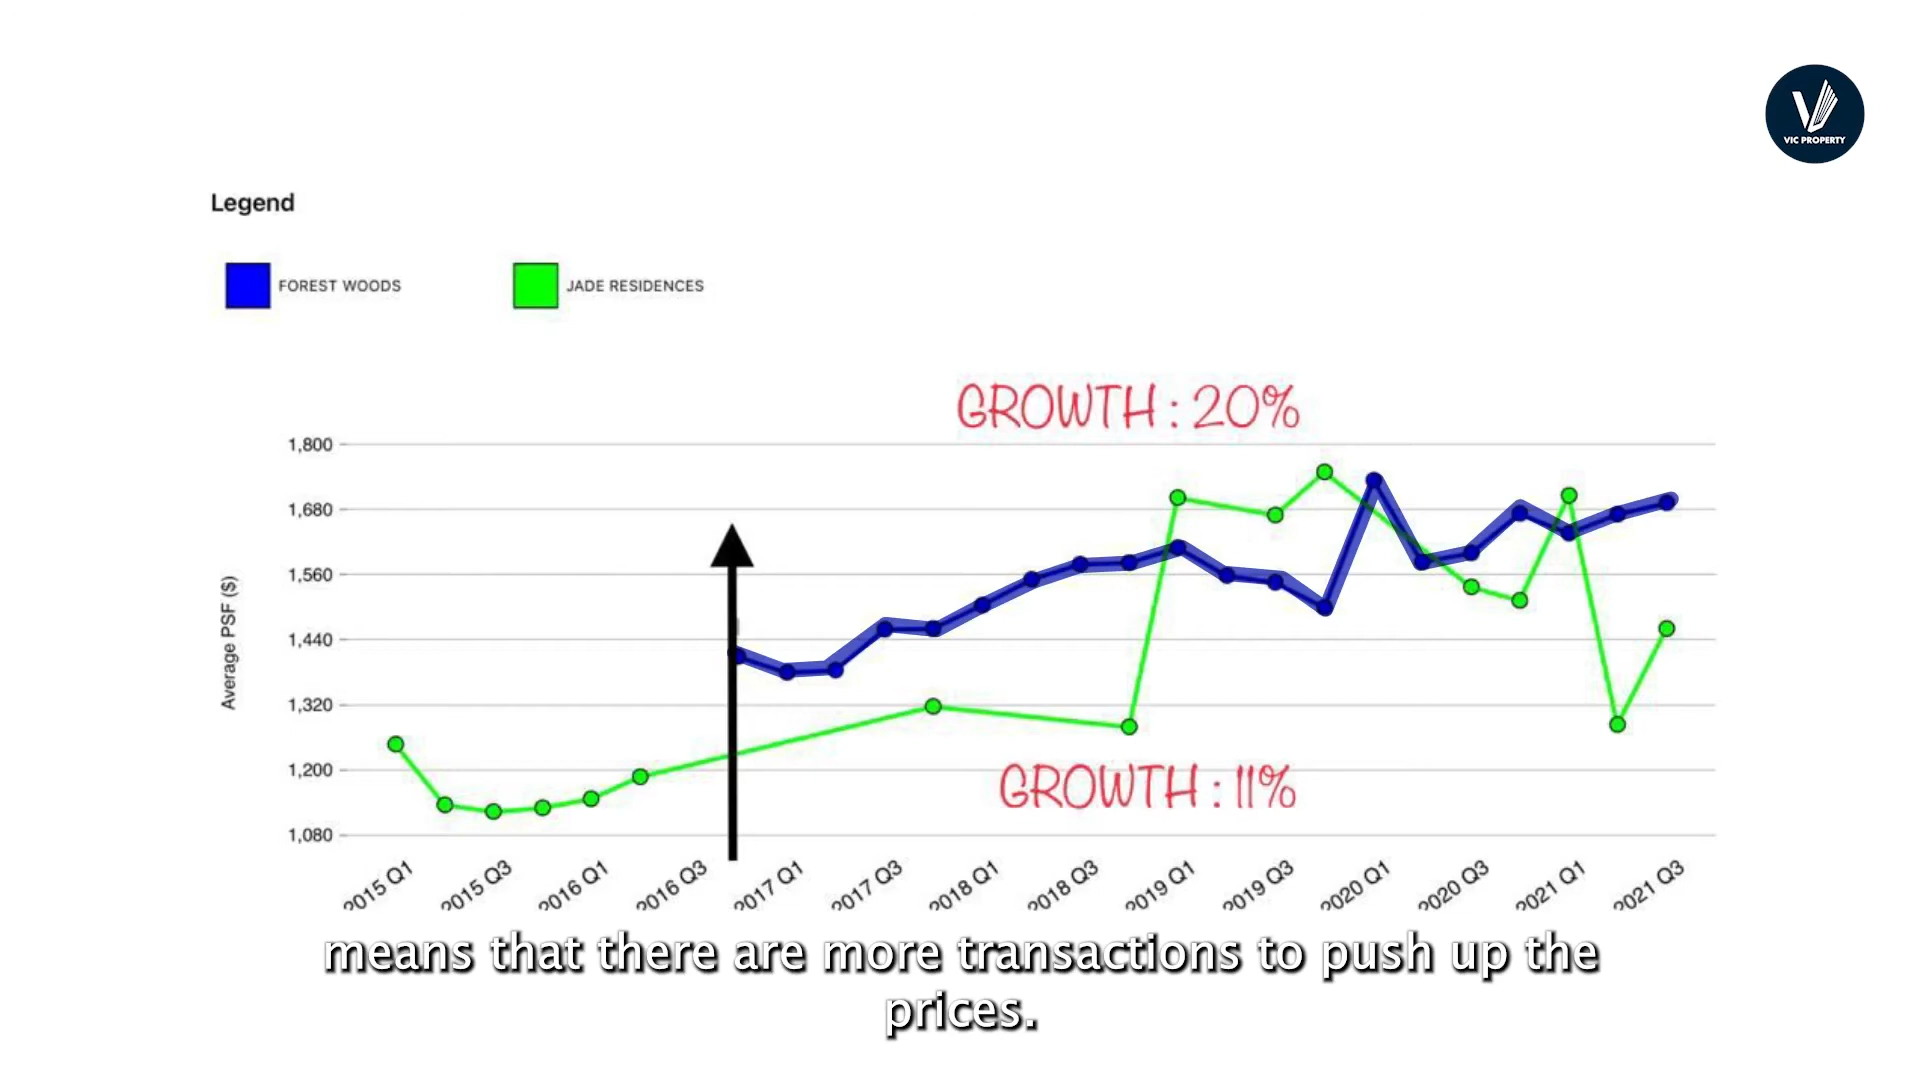 VIC PROPERTY
Legend
FOREST WOODS
JADE RESIDENCES
GROWTH : 20%
1,800
1,680
1,560
1,440
1,320
1,200
1,080
Average PSF ($)
GROWTH : 11%
2015 Q1
2015 Q3
2016 Q1
2016 Q3
2017 Q1
2017 Q3
2018 Q1
2018 Q3
2019 Q1
2019 Q3
2020 Q1
2020 Q3
2021 Q1
2021 Q3
means that there are more transactions to push up the
prices.